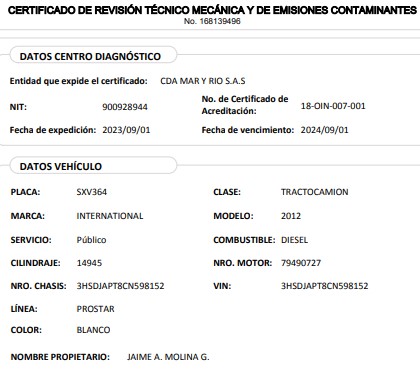 CERTIFICADO DE REVISIÓN TÉCNICO MECÁNICA Y DE EMISIONES CONTAMINANTES
No. 168139496
DATOS CENTRO DIAGNÓSTICO
Entidad que expide el certificado: CDA MAR Y RIO S.A.S
NIT: 900928944 No. de Certificado de Acreditación: 18-OIN-007-001
Fecha de expedición: 2023/09/01 Fecha de vencimiento: 2024/09/01
DATOS VEHÍCULO
PLACA: SXV364 CLASE: TRACTOCAMION
MARCA: INTERNATIONAL MODELO: 2012
SERVICIO: Público COMBUSTIBLE: DIESEL
CILINDRAJE: 14945 NRO. MOTOR: 79490727
NRO. CHASIS: 3HSDJAPT8CN598152 VIN: 3HSDJAPT8CN598152
LÍNEA: PROSTAR
COLOR: BLANCO
NOMBRE PROPIETARIO: JAIME A. MOLINA G.